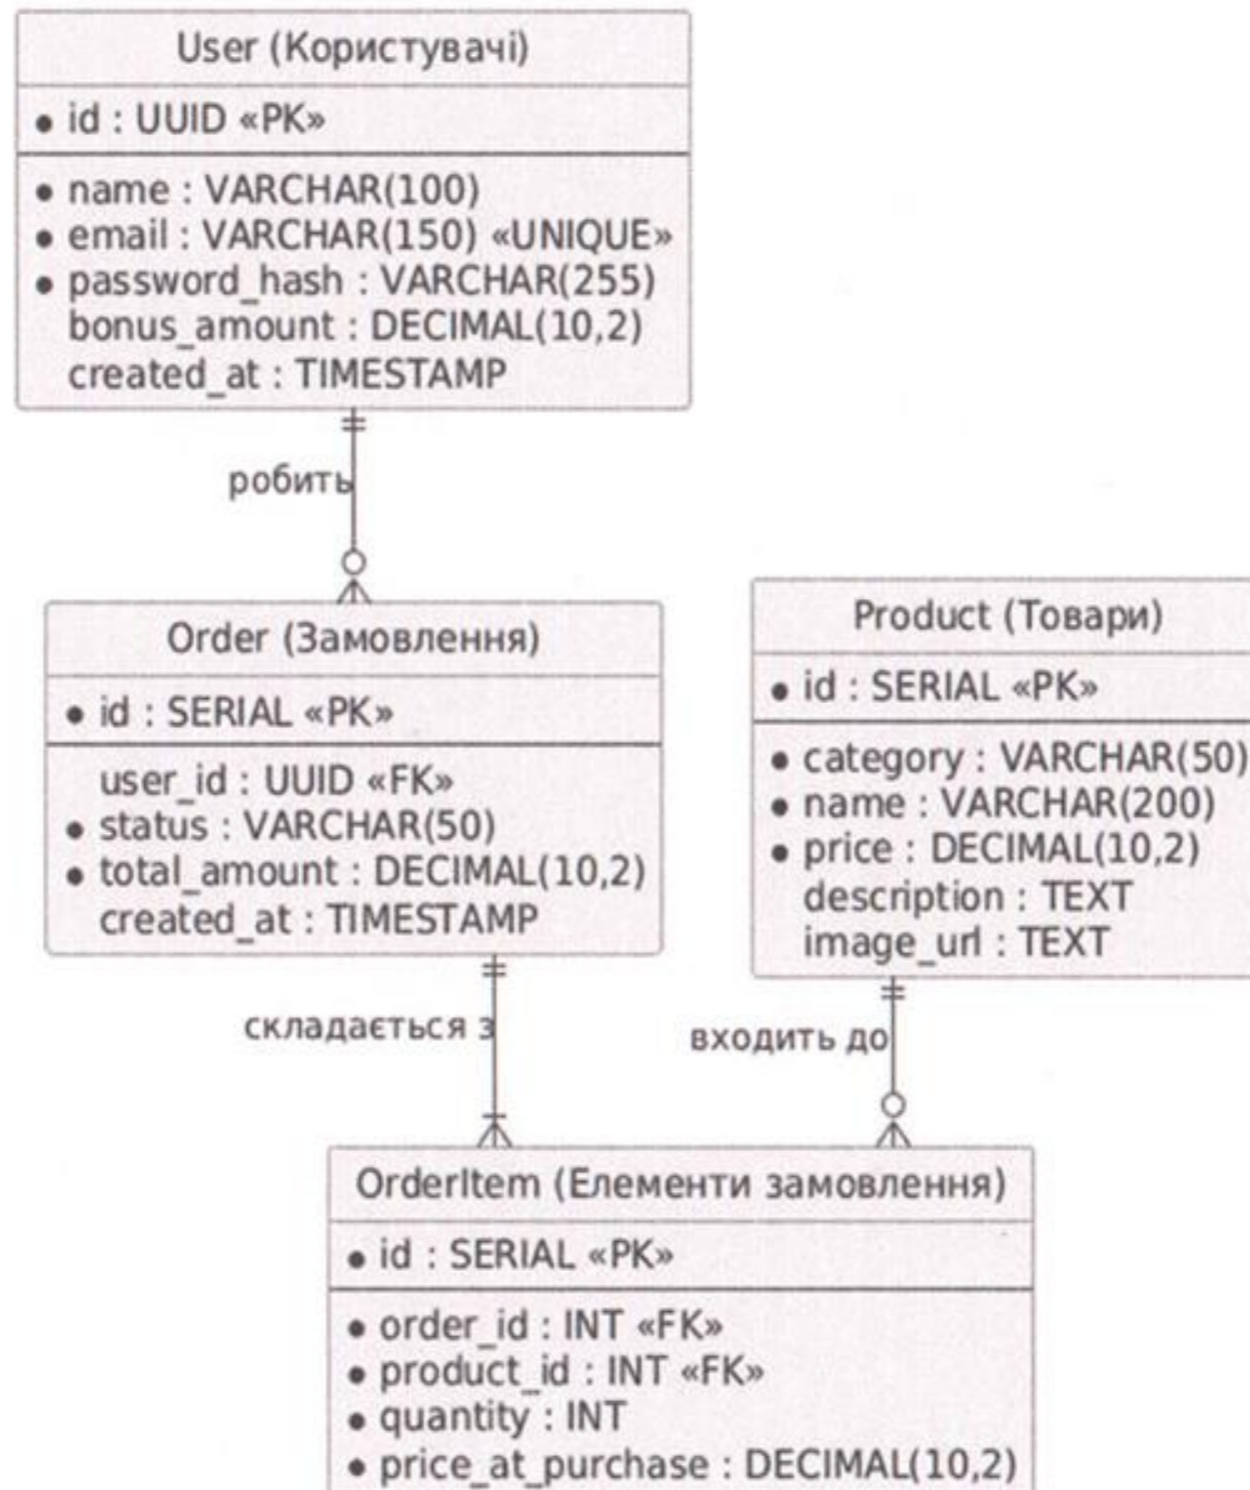 User (Користувачі)
● id : UUID «PK»
● name : VARCHAR(100)
● email : VARCHAR(150) «UNIQUE»
● password_hash : VARCHAR(255)
bonus_amount : DECIMAL(10,2)
created_at : TIMESTAMP
робить
Order (Замовлення)
● id : SERIAL «PK»
user_id : UUID «FK»
● status : VARCHAR(50)
● total_amount : DECIMAL(10,2)
created_at : TIMESTAMP
Product (Товари)
● id : SERIAL «PK»
● category : VARCHAR(50)
● name : VARCHAR(200)
● price : DECIMAL(10,2)
description : TEXT
image_url : TEXT
складається з
входить до
OrderItem (Елементи замовлення)
● id : SERIAL «PK»
● order_id : INT «FK»
● product_id : INT «FK»
● quantity : INT
● price_at_purchase : DECIMAL(10,2)